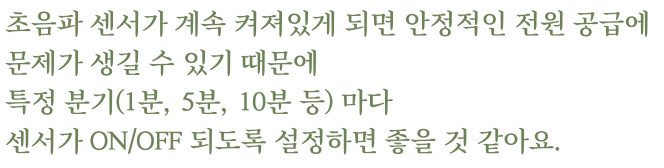 초음파 센서가 계속 켜져있게 되면 안정적인 전원 공급에
문제가 생길 수 있기 때문에
특정 분기(1분, 5분, 10분 등) 마다
센서가 ON/OFF 되도록 설정하면 좋을 것 같아요.